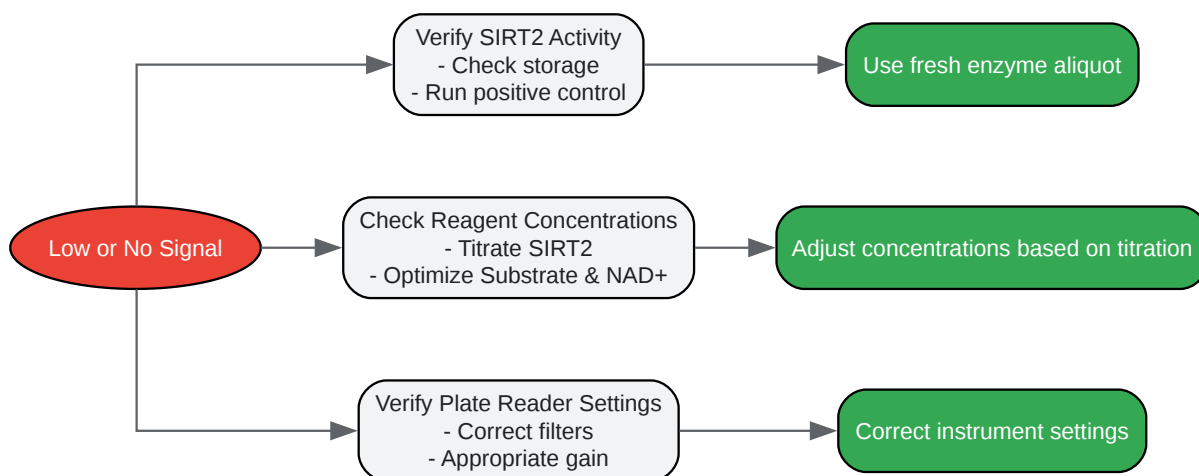 Verify SIRT2 Activity
- Check storage
- Run positive control
Use fresh enzyme aliquot
Low or No Signal
Check Reagent Concentrations
- Titrate SIRT2
- Optimize Substrate & NAD+
Adjust concentrations based on titration
Verify Plate Reader Settings
- Correct filters
- Appropriate gain
Correct instrument settings